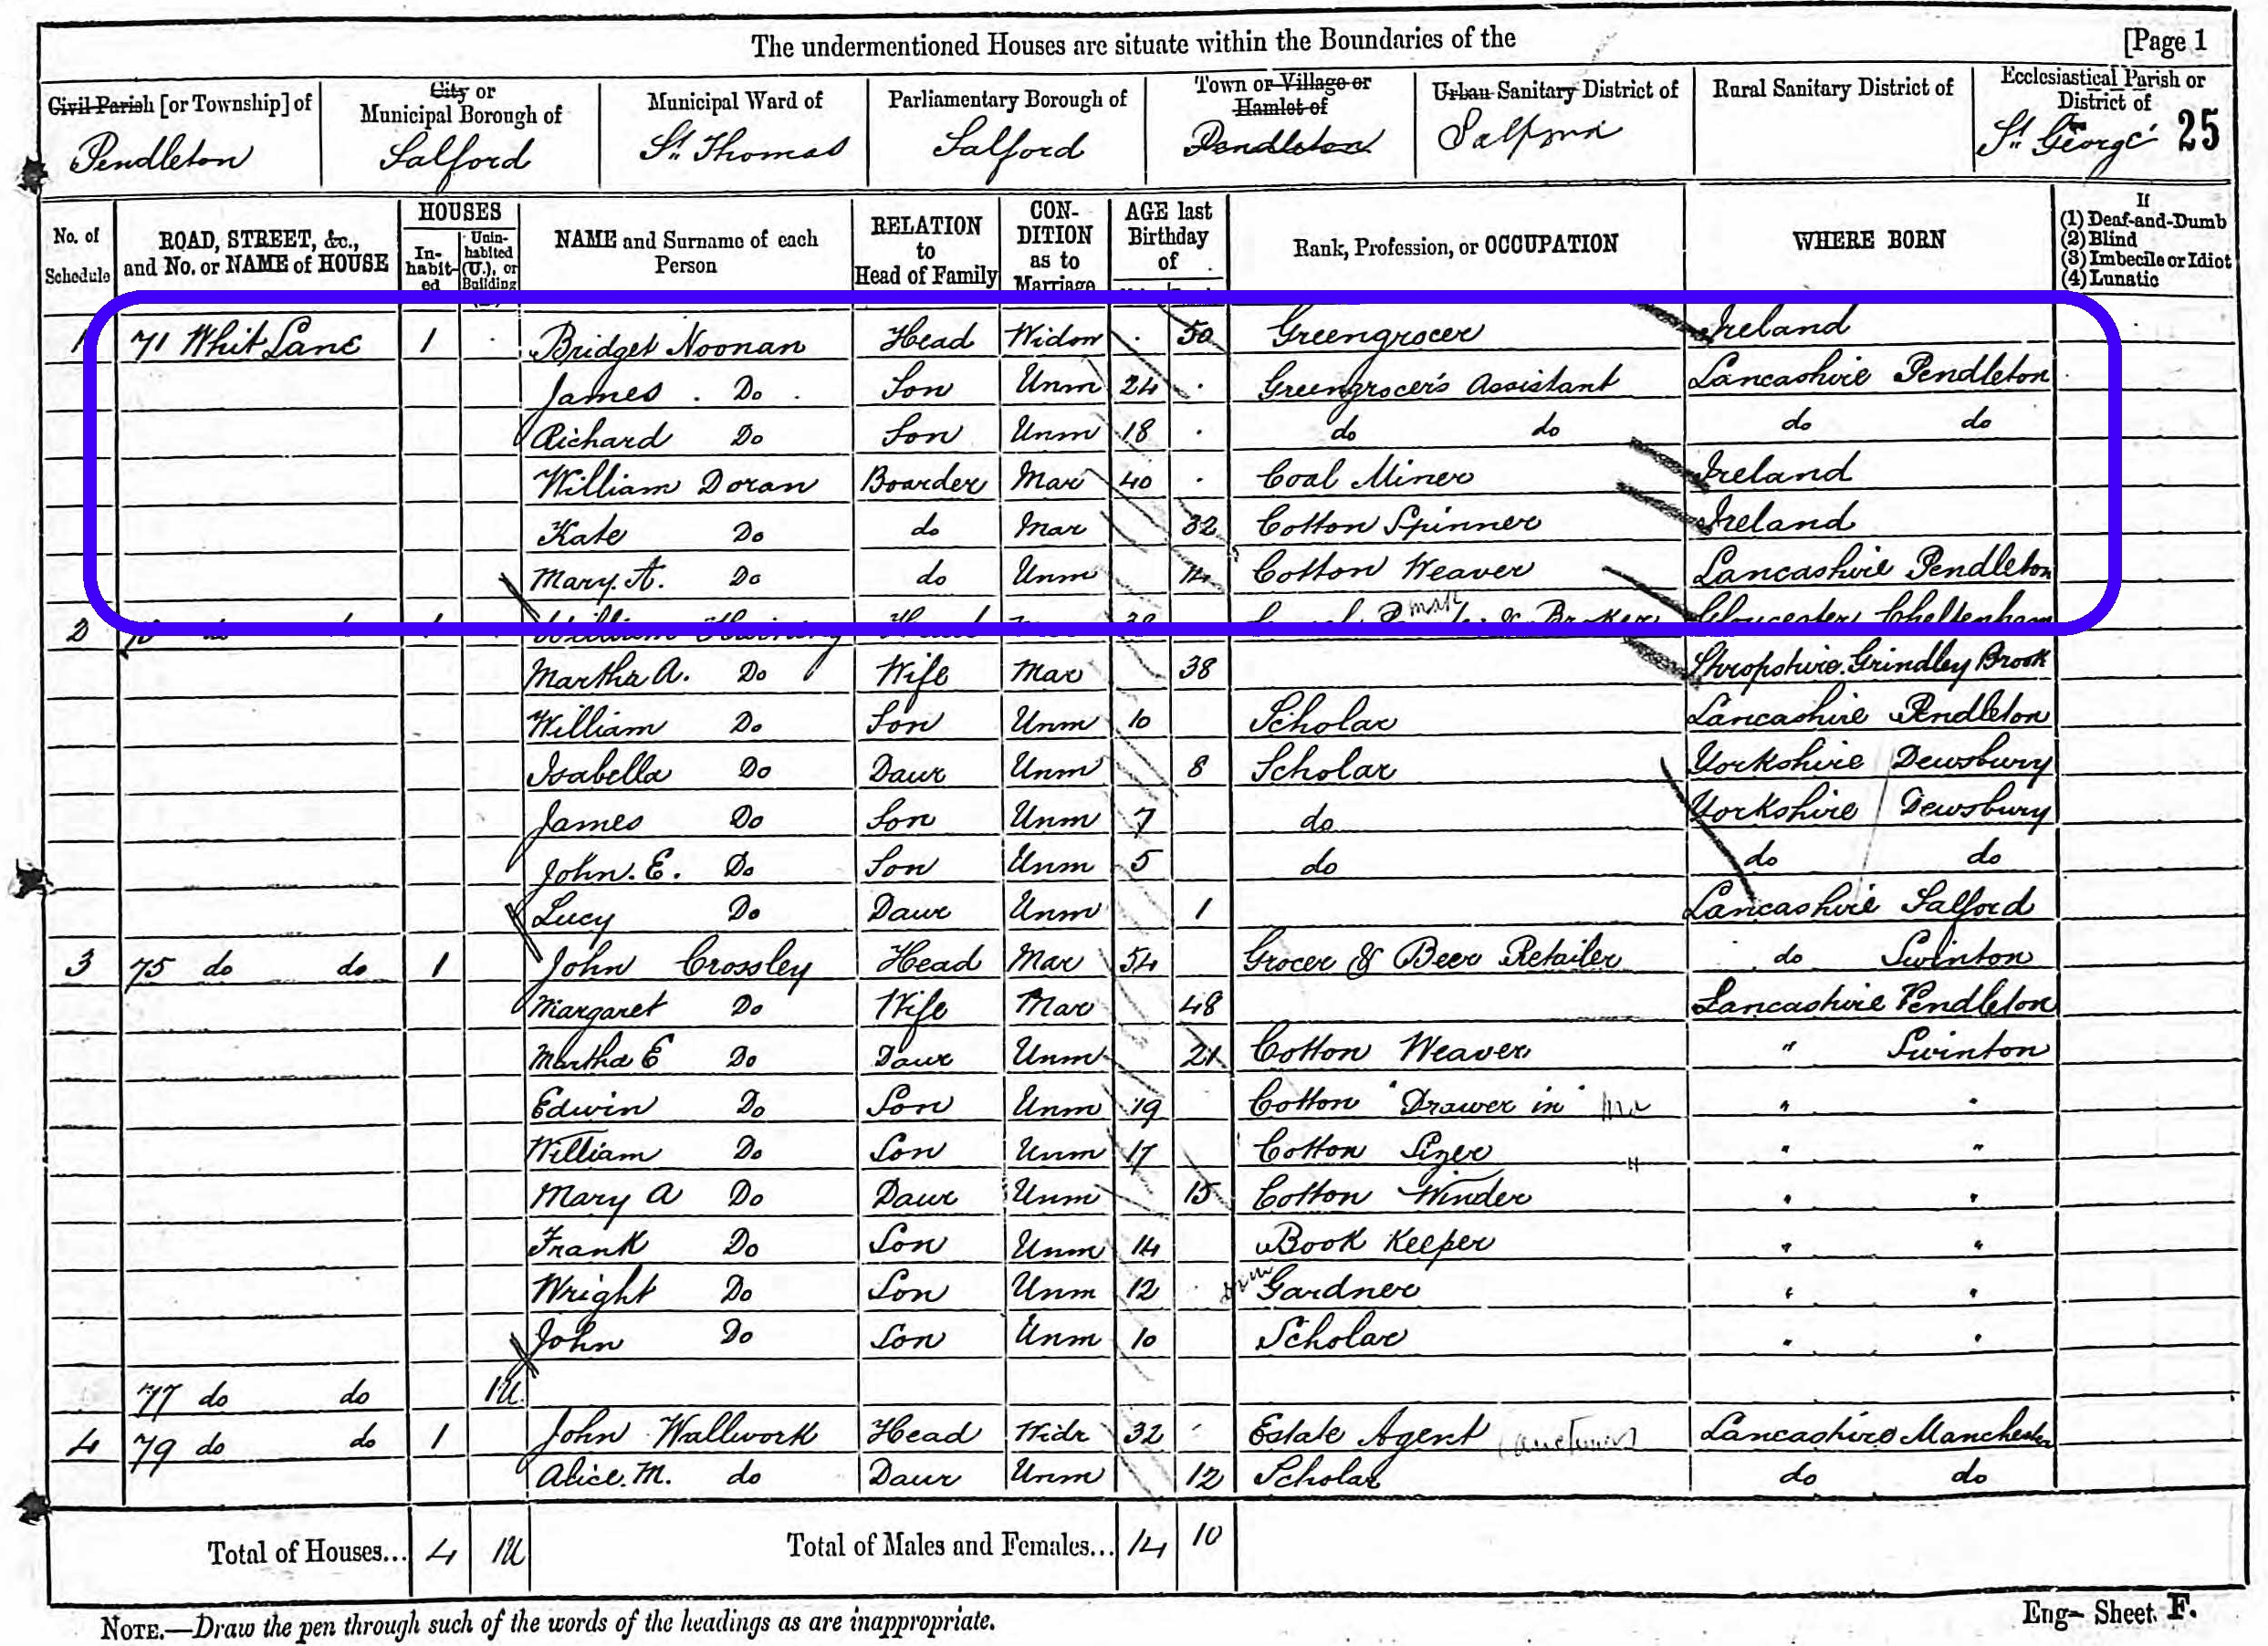 The undermentioned Houses are situate within the Boundaries of the [Page 1
Civil Parish [or Township] of Pendleton
City or Municipal Borough of Salford
Municipal Ward of St. Thomas
Parliamentary Borough of Salford
Town or Village or Hamlet of Pendleton
Urban Sanitary District of Salford
Rural Sanitary District of
Ecclesiastical Parish or District of St. George 25
No. of Schedule
ROAD, STREET, &c., and No. or NAME of HOUSE
HOUSES
In-habit-ed
Unin-habited (U.), or Building
NAME and Surname of each Person
RELATION to Head of Family
CON-DITION as to Marriage
AGE last Birthday of
Rank, Profession, or OCCUPATION
WHERE BORN
If (1) Deaf-and-Dumb (2) Blind (3) Imbecile or Idiot (4) Lunatic
1 71 Whit Lane 1 Bridget Noonan Head Widow 50 Greengrocer Ireland
James Do Son Unm 24 Greengrocer's Assistant Lancashire Pendleton
Richard Do Son Unm 18 do do do do
William Doran Boarder Mar 40 Coal Miner Ireland
Kate Do do Mar 32 Cotton Spinner Ireland
Mary. A. Do do Unm 14 Cotton Weaver Lancashire Pendleton
2 do William Head & Broker Gloucester Cheltenham
Martha A. Do Wife Mar 38 Shropshire. Grindley Brook
William Do Son Unm 10 Scholar Lancashire Pendleton
Isabella Do Daur Unm 8 Scholar Yorkshire Dewsbury
James Do Son Unm 7 do Yorkshire Dewsbury
John. E. Do Son Unm 5 do do do
Lucy Do Daur Unm 1 Lancashire Salford
3 75 do do 1 John Crossley Head Mar 54 Grocer & Beer Retailer do Swinton
Margaret Do Wife Mar 48 Lancashire Pendleton
Martha E Do Daur Unm 21 Cotton Weaver " Swinton
Edwin Do Son Unm 19 Cotton "Drawer in" " "
William Do Son Unm 17 Cotton Sizer " "
Mary A Do Daur Unm 15 Cotton Winder " "
Frank Do Son Unm 14 Book Keeper " "
Wright Do Son Unm 12 Gardner " "
John Do Son Unm 10 Scholar " "
77 do do 1U
4 79 do do 1 John Wallwork Head Widr 32 Estate Agent Lancashire Manchester
Alice. M. do Daur Unm 12 Scholar do do
Total of Houses... 4 1U Total of Males and Females... 14 10
NOTE.—Draw the pen through such of the words of the headings as are inappropriate.
Eng— Sheet. F.